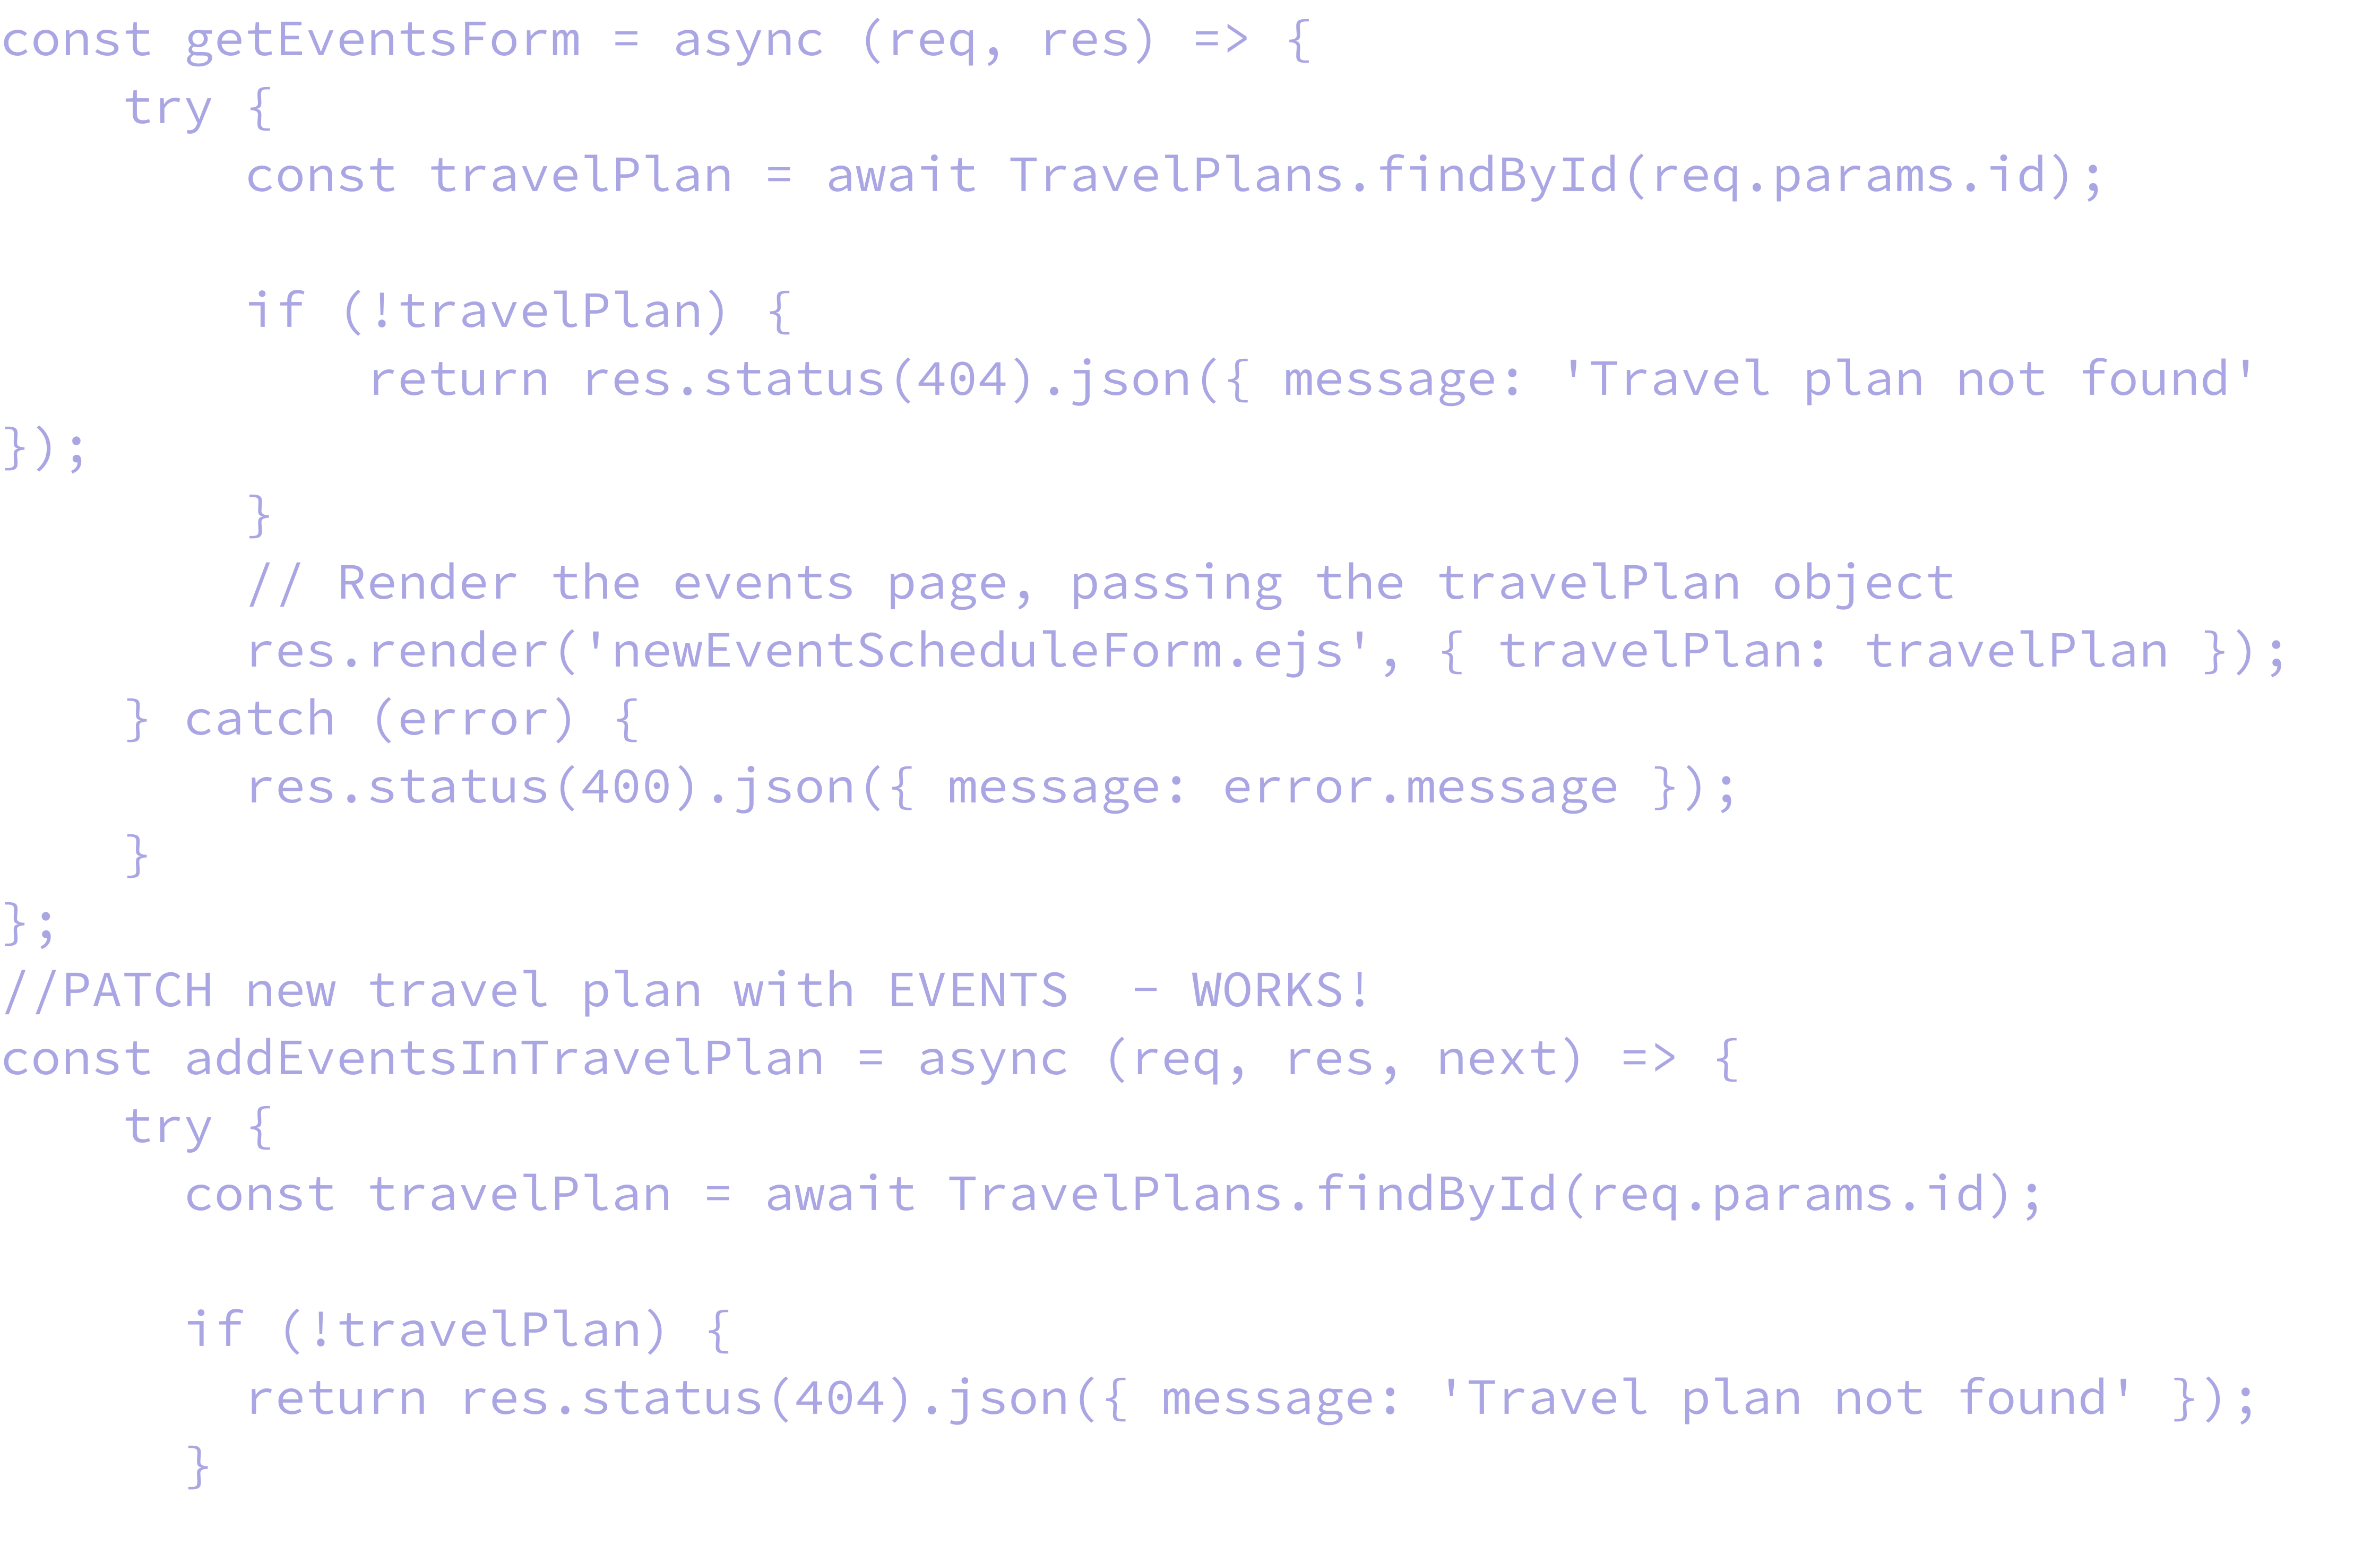 const getEventsForm = async (req, res) => {
    try {
        const travelPlan = await TravelPlans.findById(req.params.id);

        if (!travelPlan) {
            return res.status(404).json({ message: 'Travel plan not found'
});
        }
        // Render the events page, passing the travelPlan object
        res.render('newEventScheduleForm.ejs', { travelPlan: travelPlan });
    } catch (error) {
        res.status(400).json({ message: error.message });
    }
};
//PATCH new travel plan with EVENTS  - WORKS!
const addEventsInTravelPlan = async (req, res, next) => {
    try {
      const travelPlan = await TravelPlans.findById(req.params.id);

      if (!travelPlan) {
        return res.status(404).json({ message: 'Travel plan not found' });
      }